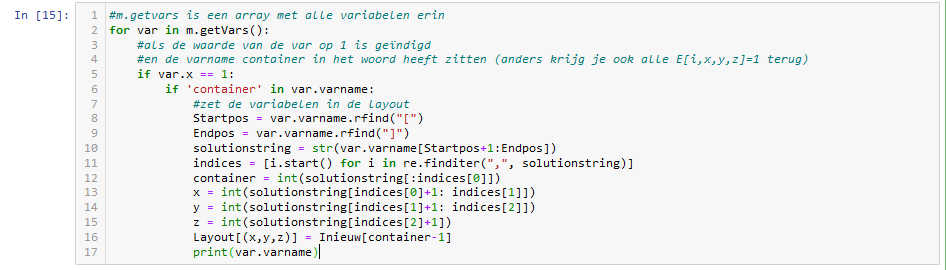 In [15]:
1 #m.getvars is een array met alle variabelen erin
2 for var in m.getVars():
3     #als de waarde van de var op 1 is geïndigd
4     #en de varname container in het woord heeft zitten (anders krijg je ook alle E[i,x,y,z]=1 terug)
5     if var.x == 1:
6         if 'container' in var.varname:
7             #zet de variabelen in de layout
8             Startpos = var.varname.rfind("[")
9             Endpos = var.varname.rfind("]")
10             solutionstring = str(var.varname[Startpos+1:Endpos])
11             indices = [i.start() for i in re.finditer(",", solutionstring)]
12             container = int(solutionstring[:indices[0]])
13             x = int(solutionstring[indices[0]+1: indices[1]])
14             y = int(solutionstring[indices[1]+1: indices[2]])
15             z = int(solutionstring[indices[2]+1])
16             Layout[(x,y,z)] = Inieuw[container-1]
17             print(var.varname)